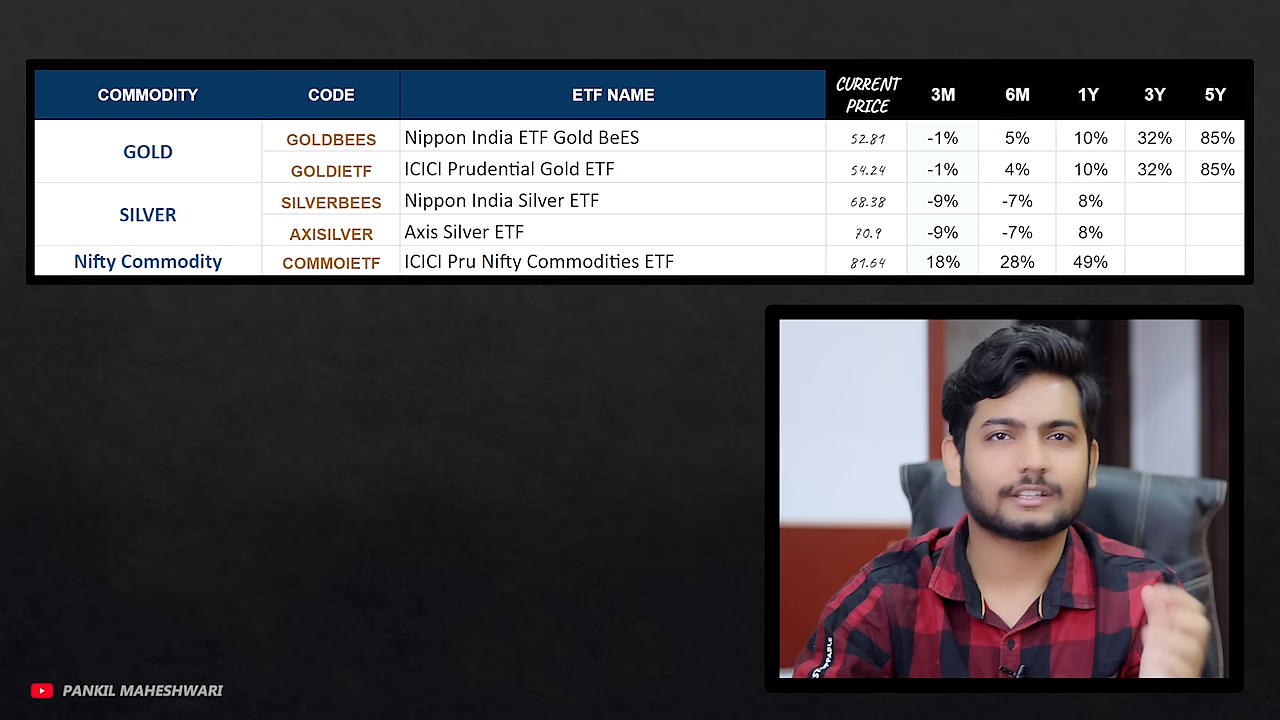 COMMODITY CODE ETF NAME CURRENT PRICE 3M 6M 1Y 3Y 5Y
GOLD GOLDBEES Nippon India ETF Gold BeES 52.87 -1% 5% 10% 32% 85%
GOLDIETF ICICI Prudential Gold ETF 54.24 -1% 4% 10% 32% 85%
SILVER SILVERBEES Nippon India Silver ETF 68.38 -9% -7% 8%
AXISILVER Axis Silver ETF 70.9 -9% -7% 8%
Nifty Commodity COMMOIETF ICICI Pru Nifty Commodities ETF 81.64 18% 28% 49%
PANKIL MAHESHWARI